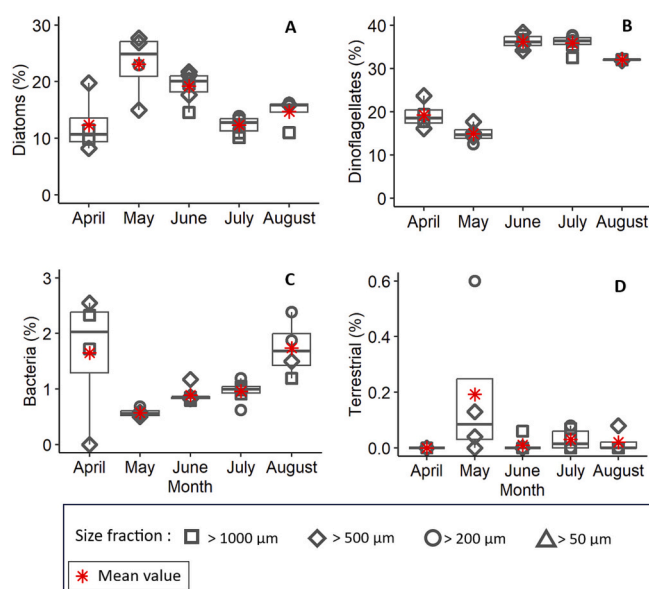 A
B
Diatoms (%)
30
20
10
0
April May June July August
Dinoflagellates (%)
40
30
20
10
0
April May June July August
C
D
Bacteria (%)
3
2
1
0
April May June July August
Month
Terrestrial (%)
0.6
0.4
0.2
0.0
April May June July August
Month
Size fraction : > 1000 µm > 500 µm > 200 µm > 50 µm
Mean value